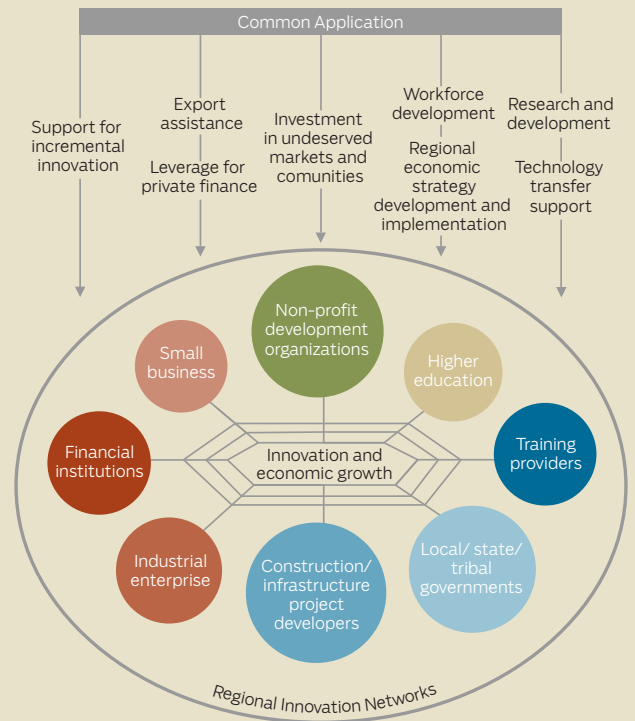 Common Application
Support for
incremental
innovation
Export
assistance
Leverage for
private finance
Investment
in undeserved
markets and
comunities
Workforce
development
Regional
economic
strategy
development and
implementation
Research and
development
Technology
transfer
support
Non-profit
development
organizations
Small
business
Higher
education
Financial
institutions
Innovation and
economic growth
Training
providers
Industrial
enterprise
Construction/
infrastructure
project
developers
Local/ state/
tribal
governments
Regional Innovation Networks